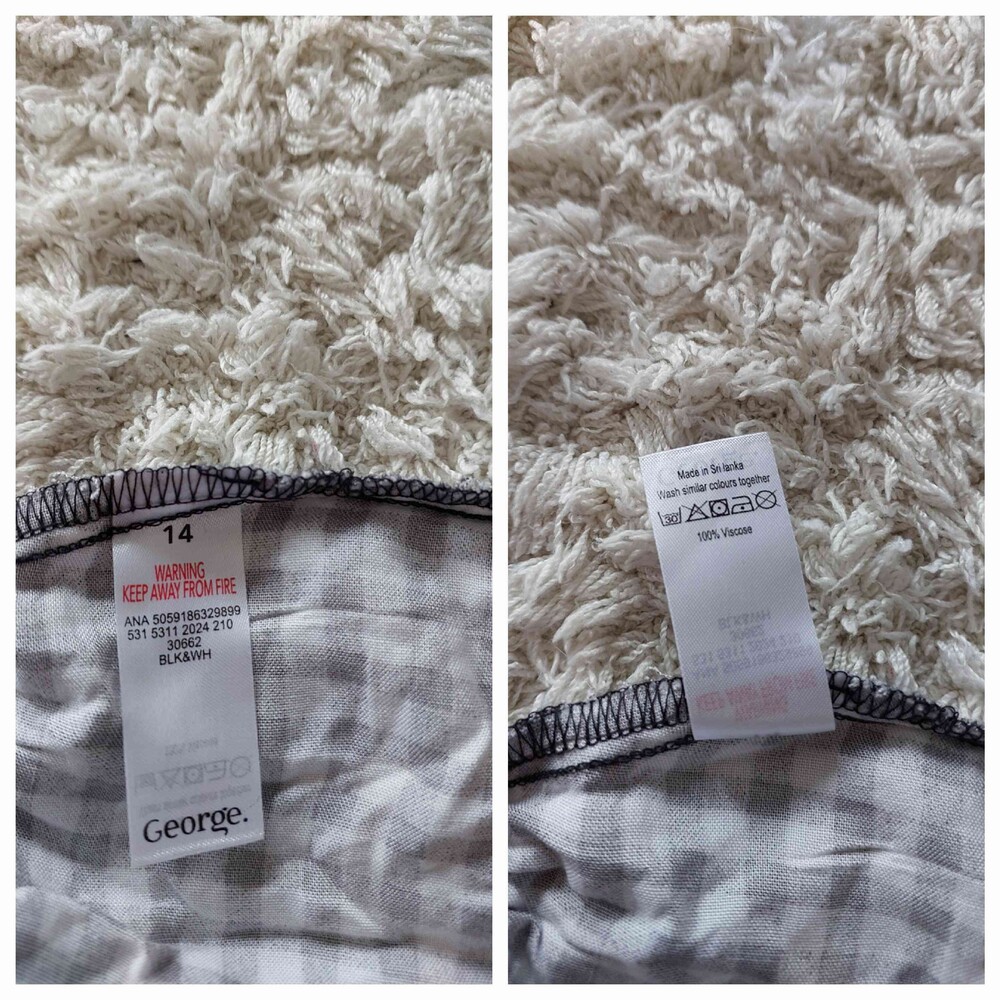 14
WARNING
KEEP AWAY FROM FIRE
ANA 5059186329899
531 5311 2024 210
30662
BLK&WH
George.
Made in Sri lanka
Wash similar colours together
30°
100% Viscose